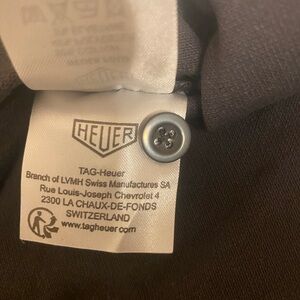 HEUER
TAG-Heuer
Branch of LVMH Swiss Manufactures SA
Rue Louis-Joseph Chevrolet 4
2300 LA CHAUX-DE-FONDS
SWITZERLAND
www.tagheuer.com